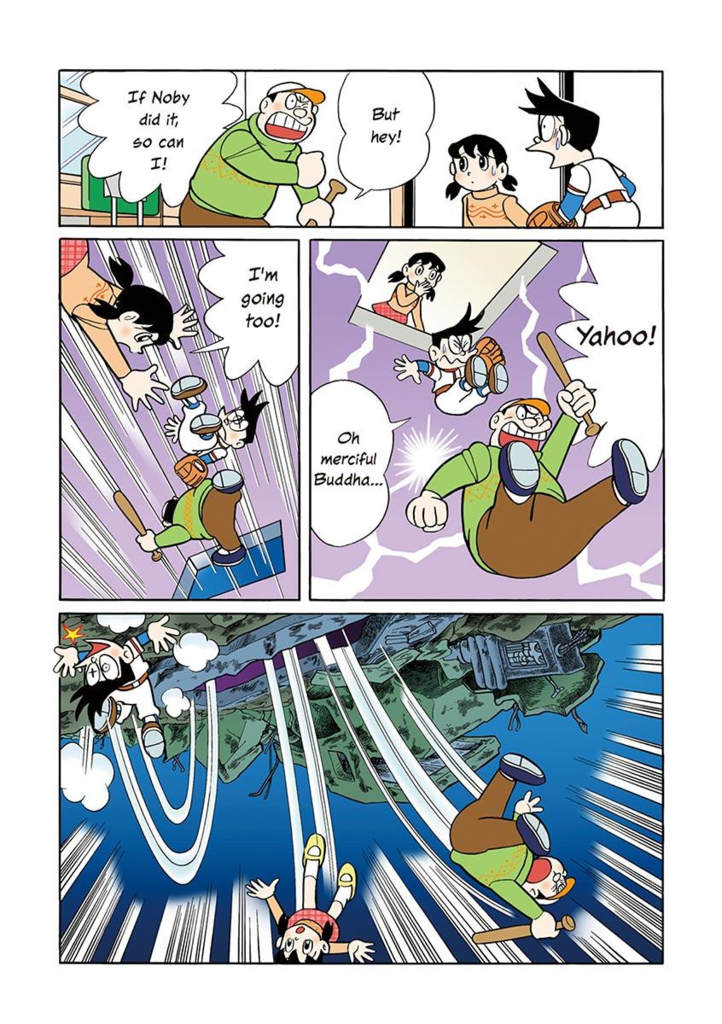 If Noby
did it,
so can
I!
But
hey!
I'm
going
too!
Yahoo!
Oh
merciful
Buddha...